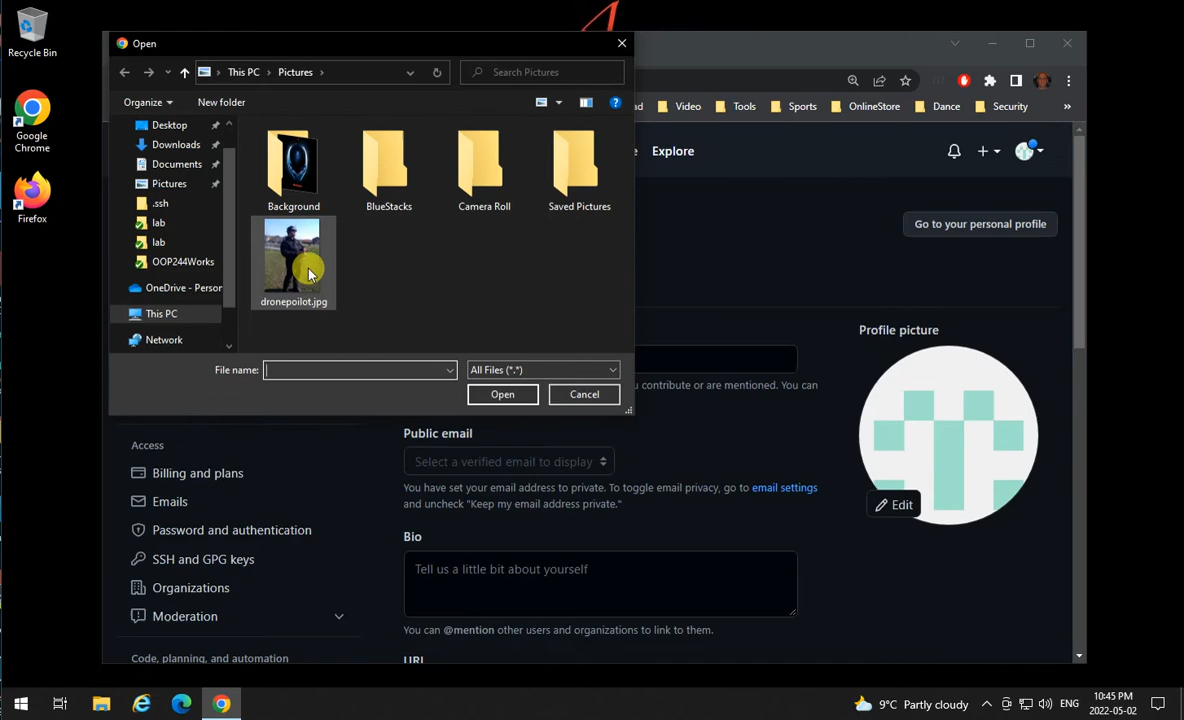 Recycle Bin
Google
Chrome
Firefox
Open
This PC
Pictures
Search Pictures
Organize
New folder
Desktop
Downloads
Documents
Pictures
.ssh
lab
lab
OOP244Works
OneDrive - Person
This PC
Network
Background
BlueStacks
Camera Roll
Saved Pictures
dronepoilot.jpg
File name:
All Files (*.*)
Open
Cancel
Video
Tools
Sports
OnlineStore
Dance
Security
»
Explore
Go to your personal profile
Profile picture
u contribute or are mentioned. You can
Edit
Public email
Select a verified email to display
You have set your email address to private. To toggle email privacy, go to email settings
and uncheck "Keep my email address private."
Bio
Tell us a little bit about yourself
You can @mention other users and organizations to link to them.
URL
Access
Billing and plans
Emails
Password and authentication
SSH and GPG keys
Organizations
Moderation
Code, planning, and automation
9°C Partly cloudy
ENG
10:45 PM
2022-05-02